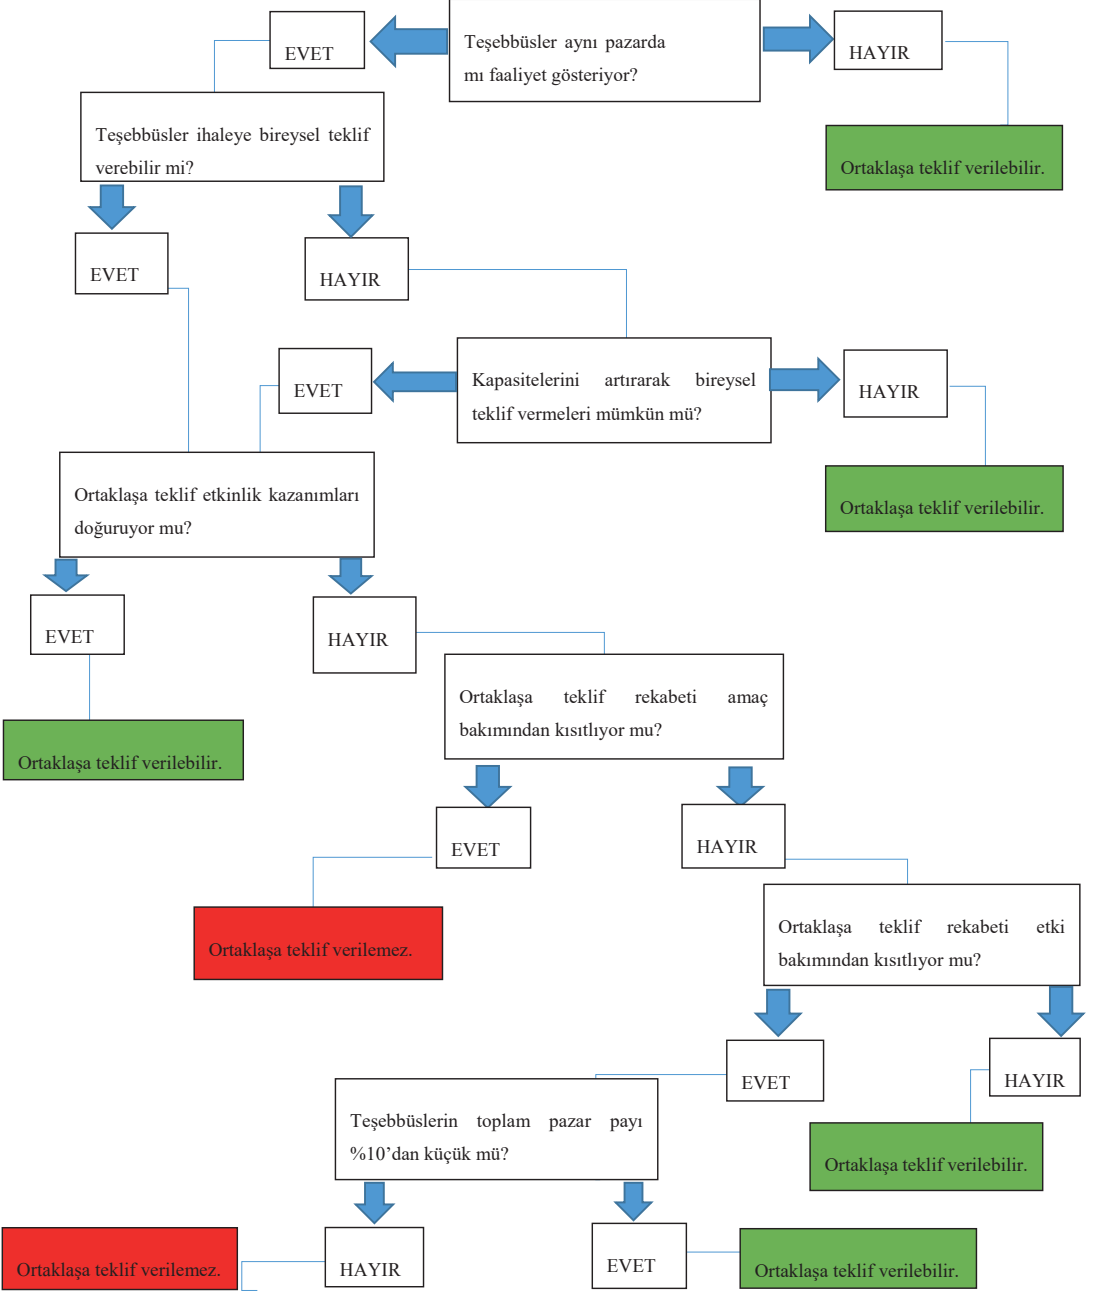 Teşebbüsler aynı pazarda
mı faaliyet gösteriyor?
EVET
HAYIR
Teşebbüsler ihaleye bireysel teklif
verebilir mi?
Ortaklaşa teklif verilebilir.
EVET
HAYIR
Kapasitelerini artırarak bireysel
teklif vermeleri mümkün mü?
EVET
HAYIR
Ortaklaşa teklif etkinlik kazanımları
doğuruyor mu?
Ortaklaşa teklif verilebilir.
EVET
HAYIR
Ortaklaşa teklif rekabeti amaç
bakımından kısıtlıyor mu?
Ortaklaşa teklif verilebilir.
EVET
HAYIR
Ortaklaşa teklif verilemez.
Ortaklaşa teklif rekabeti etki
bakımından kısıtlıyor mu?
EVET
HAYIR
Teşebbüslerin toplam pazar payı
%10’dan küçük mü?
Ortaklaşa teklif verilebilir.
Ortaklaşa teklif verilemez.
HAYIR
EVET
Ortaklaşa teklif verilebilir.